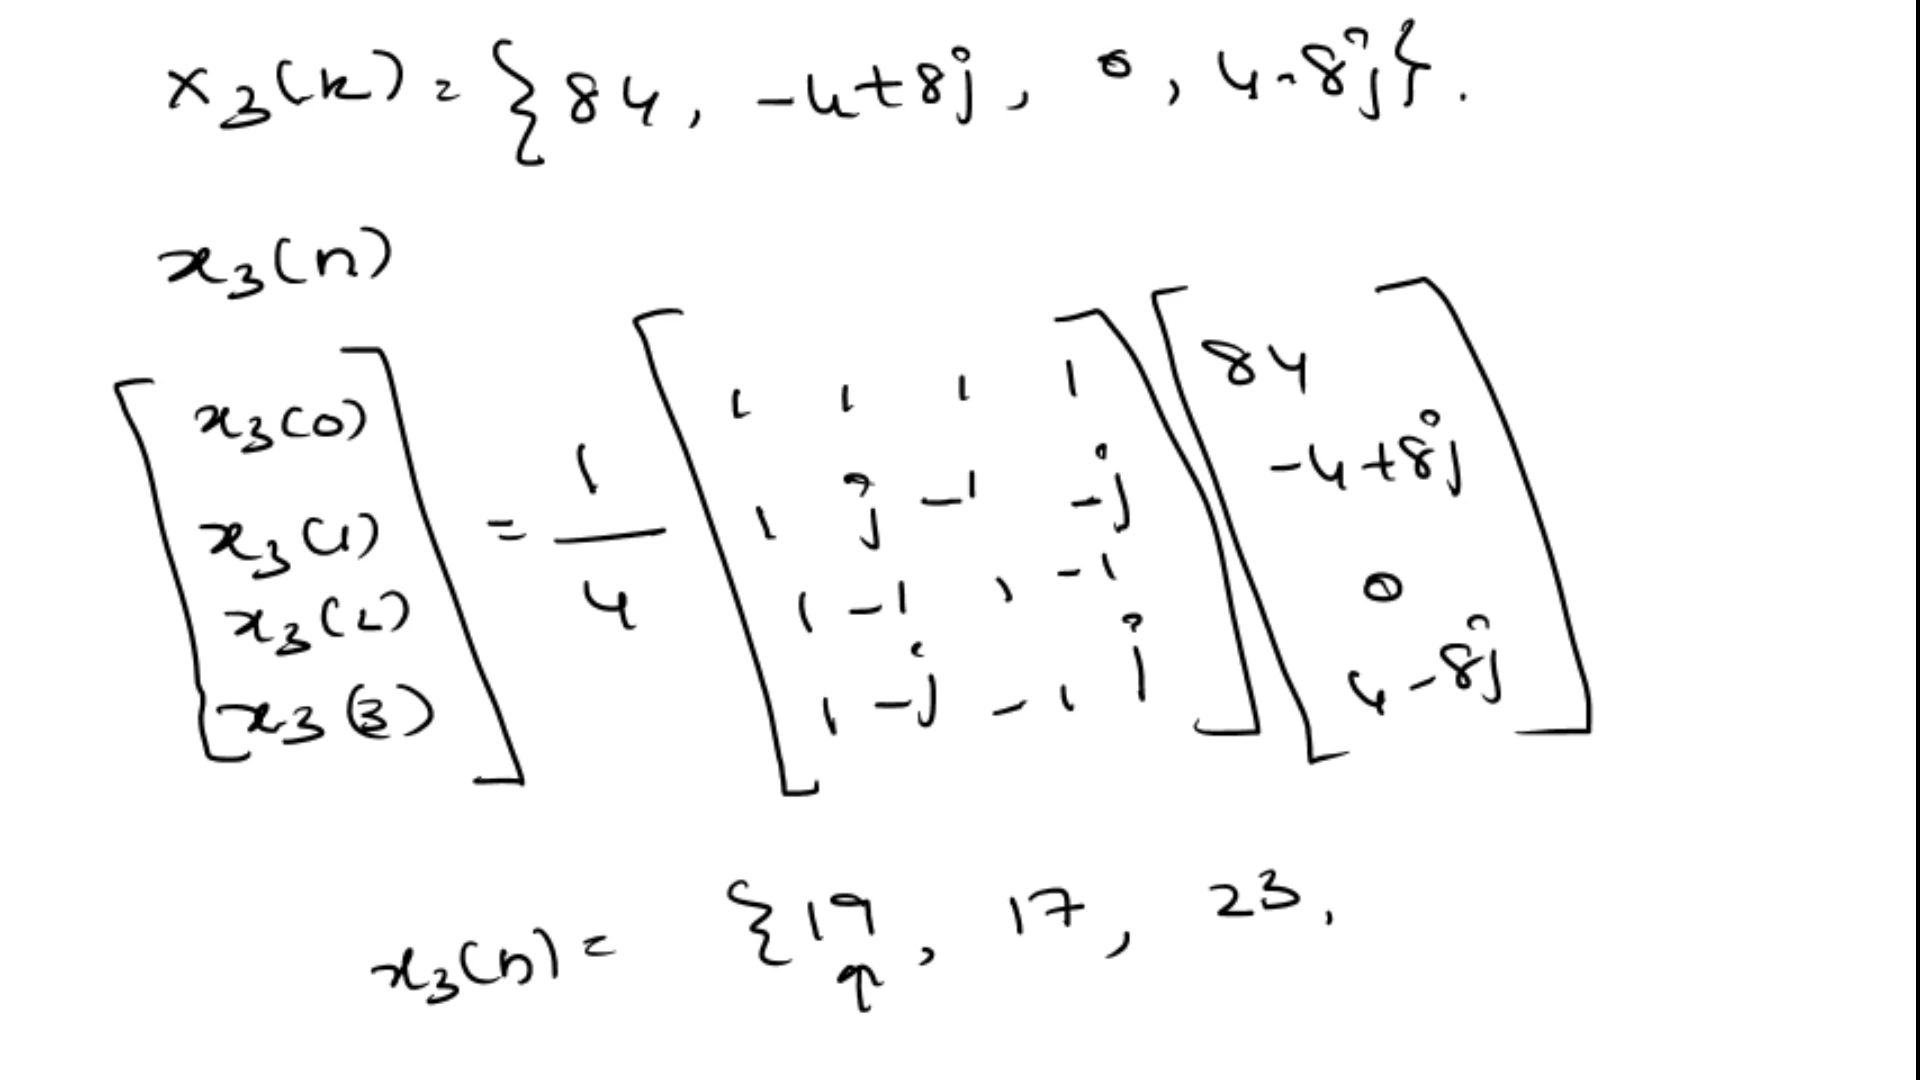 x₃(k) = {84, -4+8j, 0, 4-8j}.
x₃(n)
[x₃(0) x₃(1) x₃(2) x₃(3)] = 1/4 [1 1 1 1; 1 j -1 -j; 1 -1 1 -1; 1 -j -1 j] [84; -4+8j; 0; 4-8j]
x₃(n) = {19, 17, 23,
↑